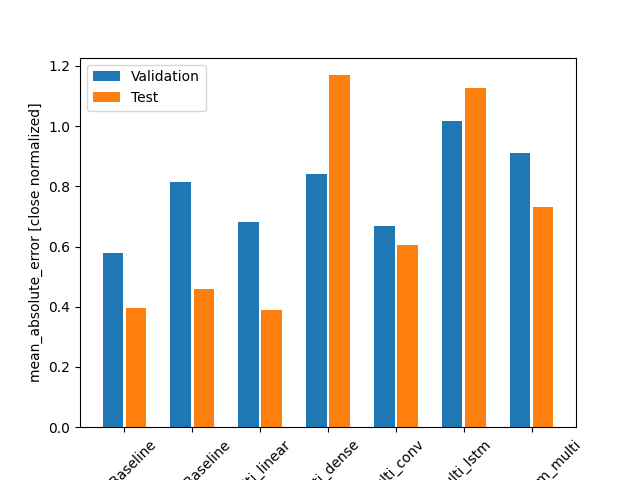 1.2
1.0
0.8
0.6
0.4
0.2
0.0
mean_absolute_error [close normalized]
Validation
Test
Baseline
Baseline
ti_linear
ti_dense
lti_conv
ulti_lstm
m_multi